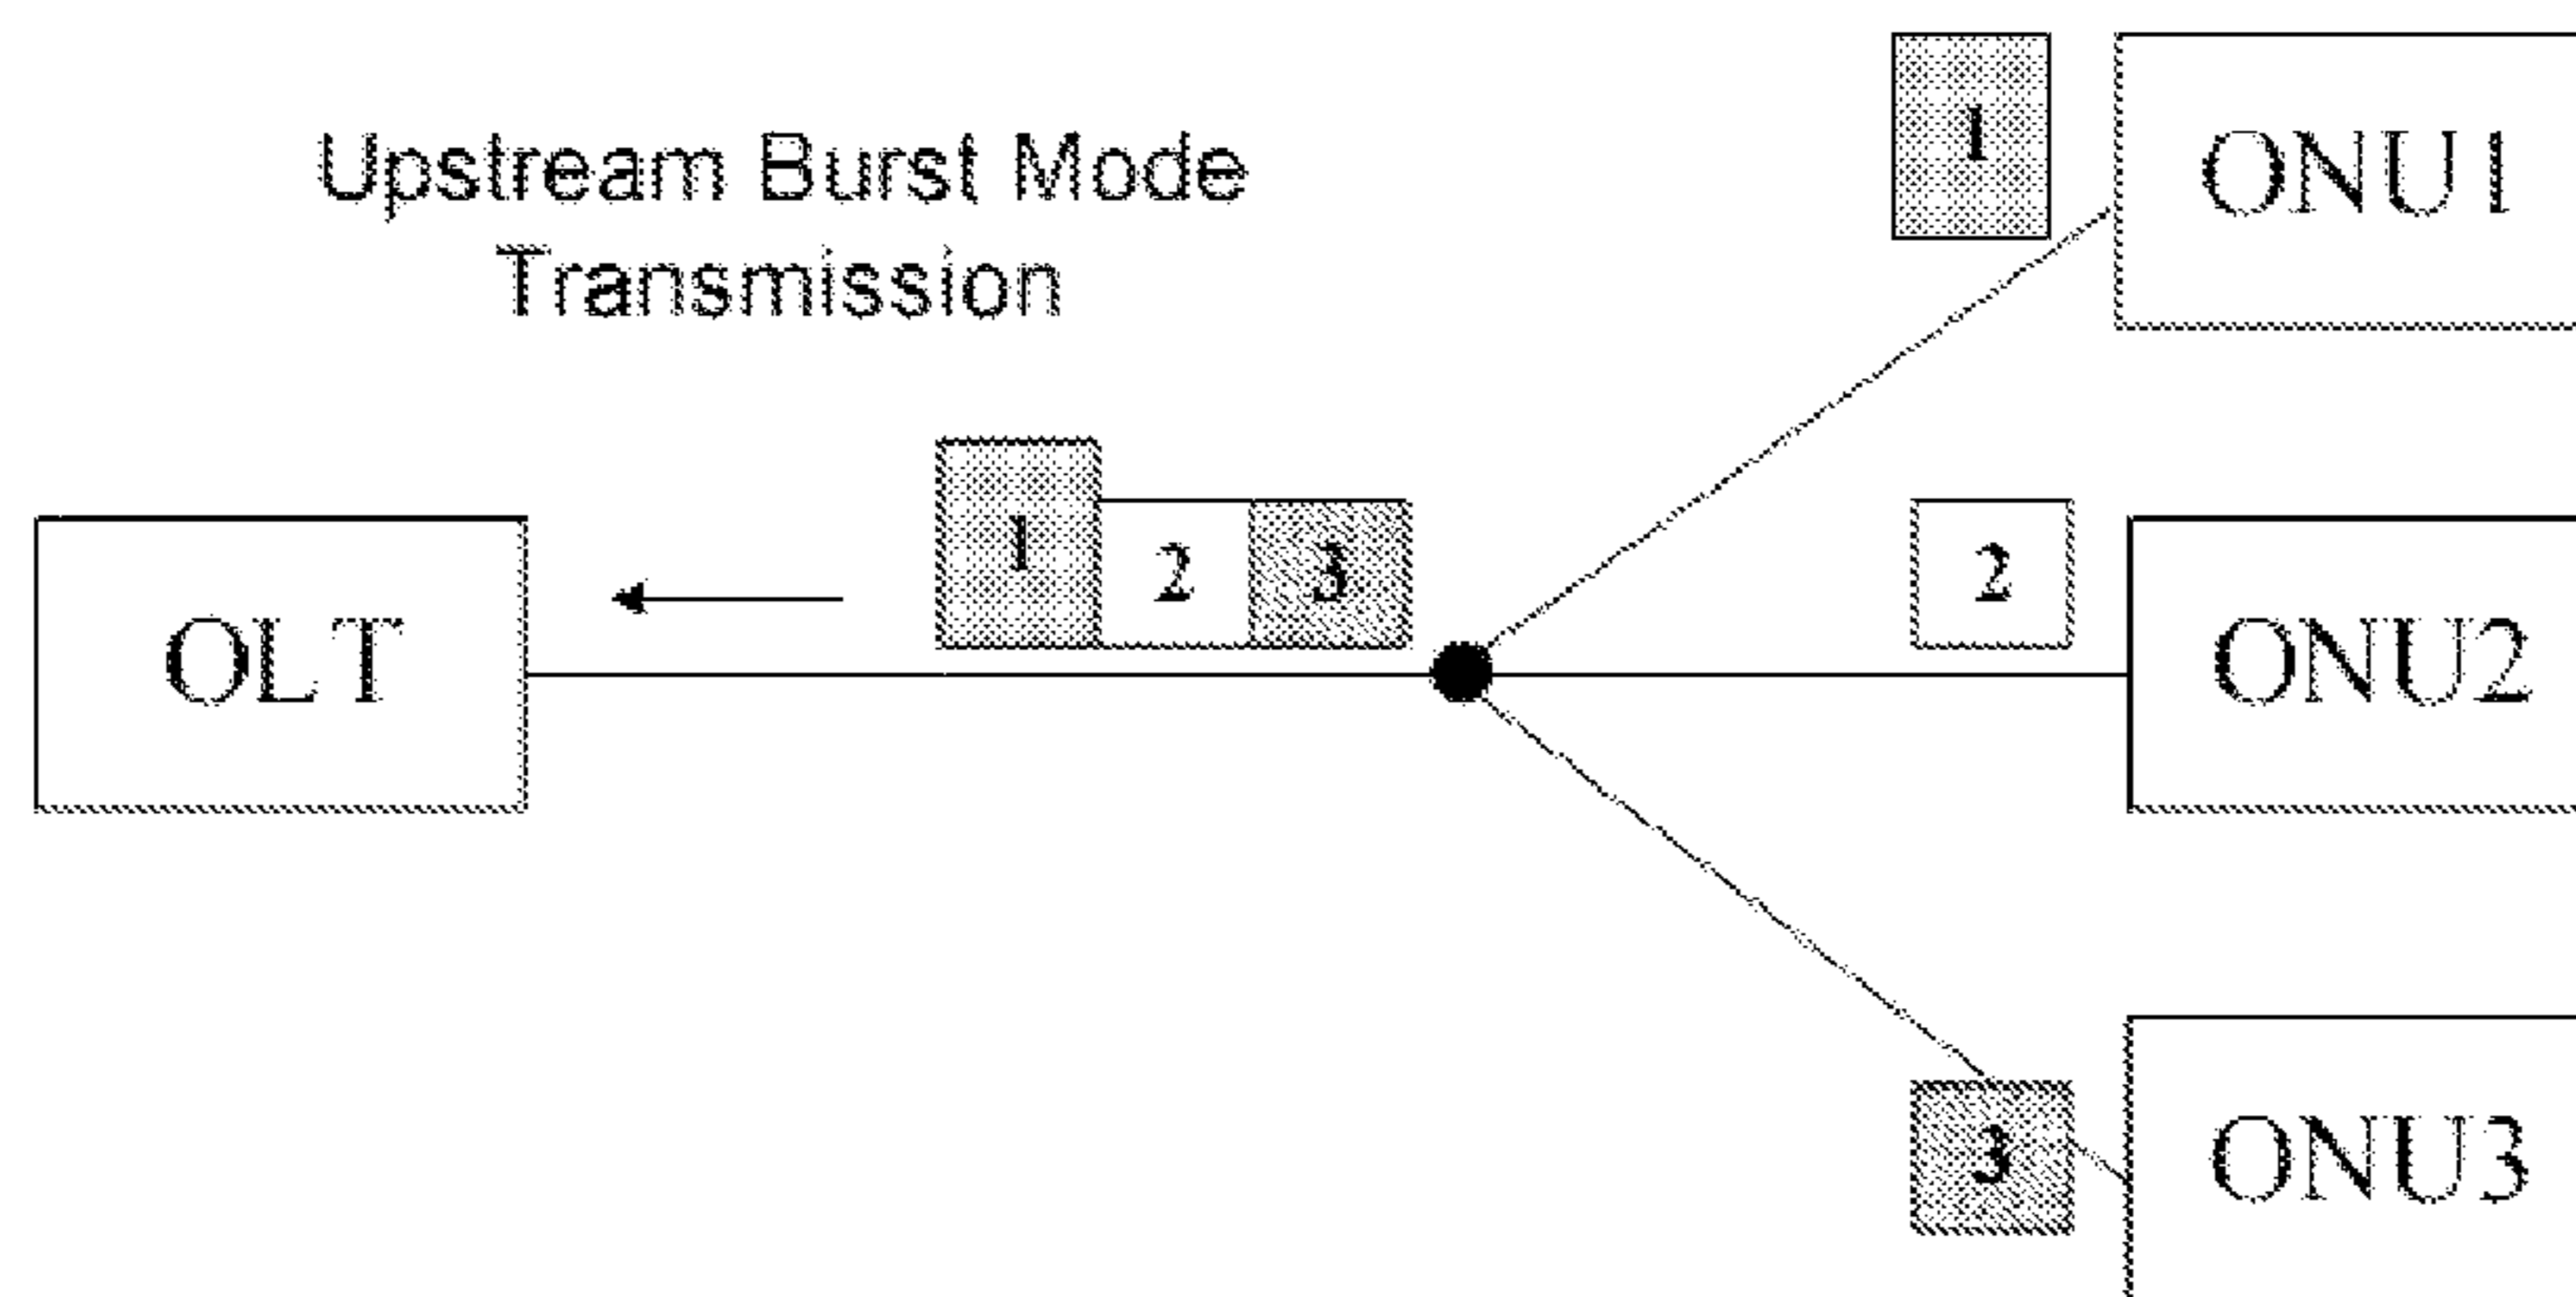 Upstream Burst Mode
Transmission
1
ONU1
OLT
1 2 3
2
ONU2
3
ONU3